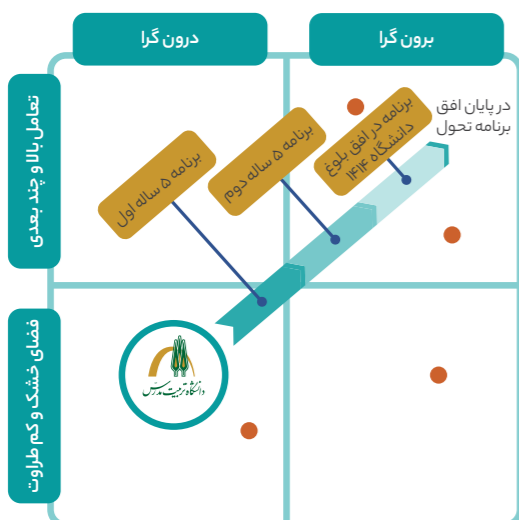 برون گرا
درون گرا
تعامل بالا و چند بعدی
فضای خشک و کم طراوت
در پایان افق
برنامه تحول
برنامه در افق بلوغ
دانشگاه ۱۴۱۴
برنامه ۵ ساله دوم
برنامه ۵ ساله اول
دانشگاه تربیت مدرس